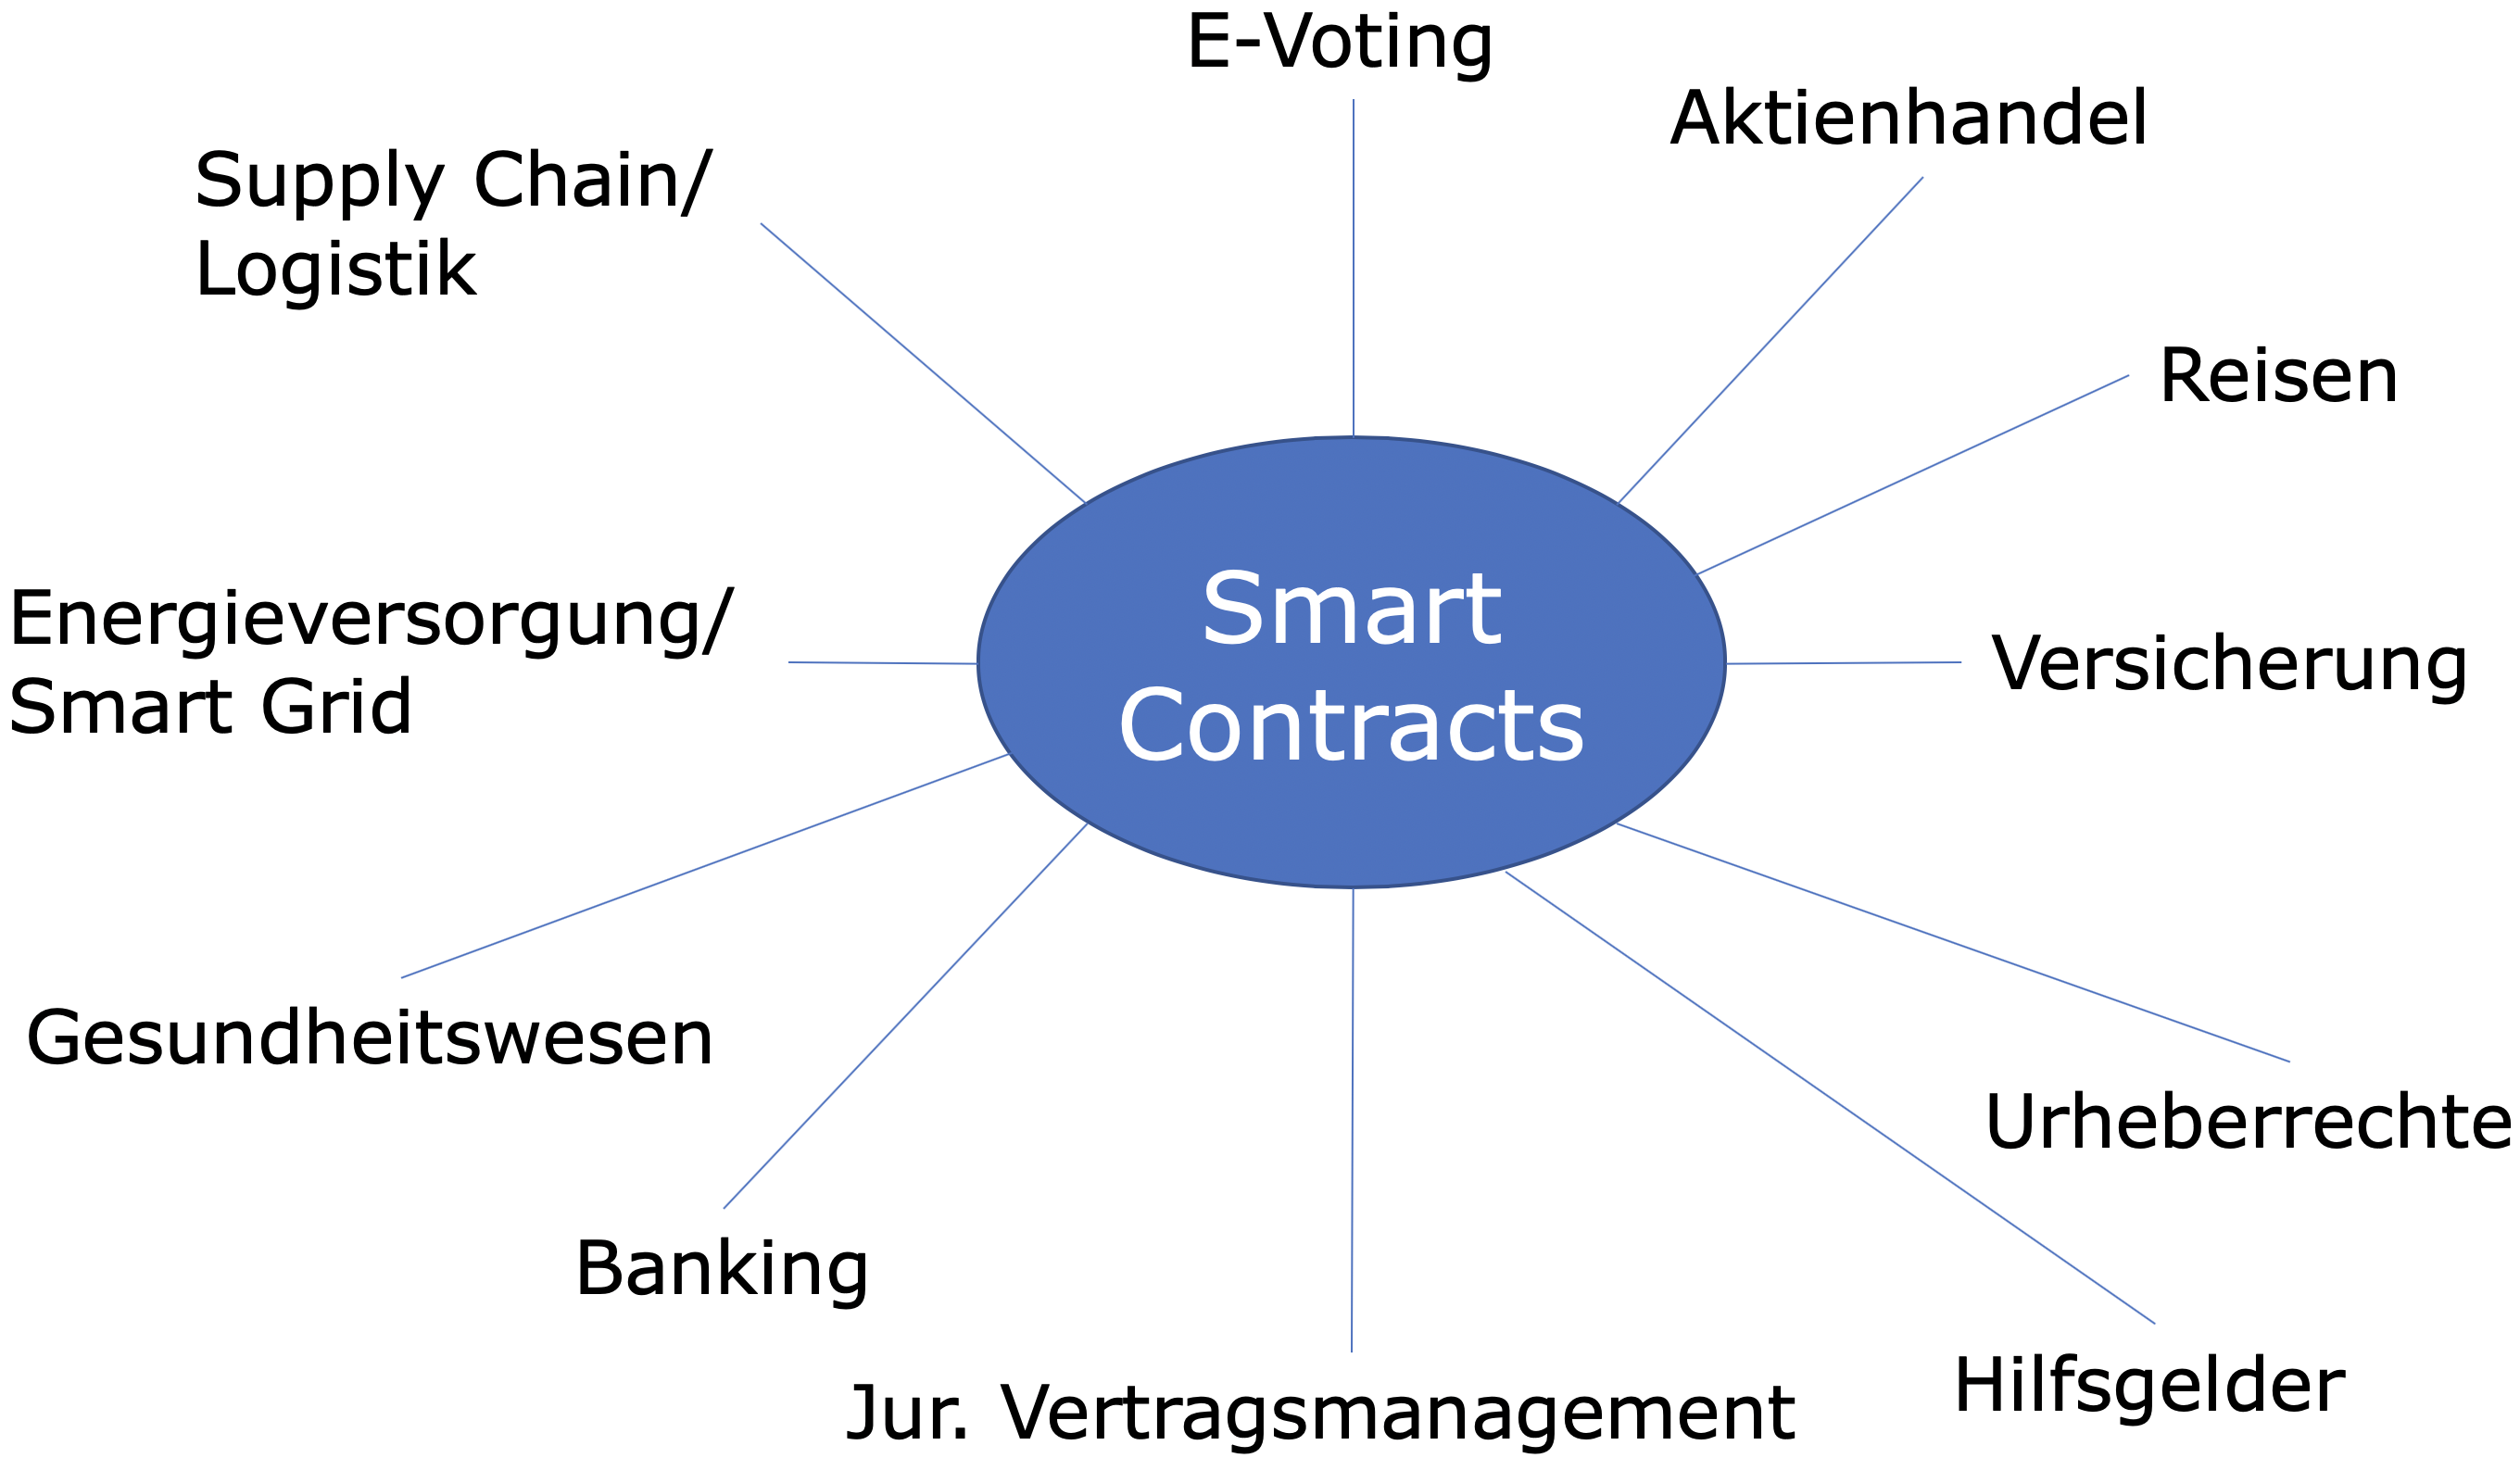 E-Voting
Aktienhandel
Supply Chain/
Logistik
Reisen
Smart
Contracts
Energieversorgung/
Smart Grid
Versicherung
Gesundheitswesen
Urheberrechte
Banking
Hilfsgelder
Jur. Vertragsmanagement